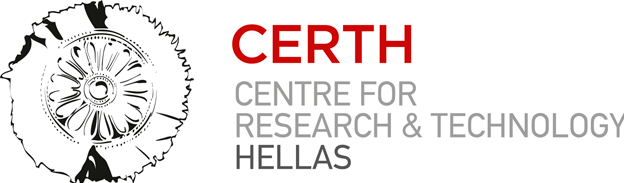 CERTH
CENTRE FOR
RESEARCH & TECHNOLOGY
HELLAS